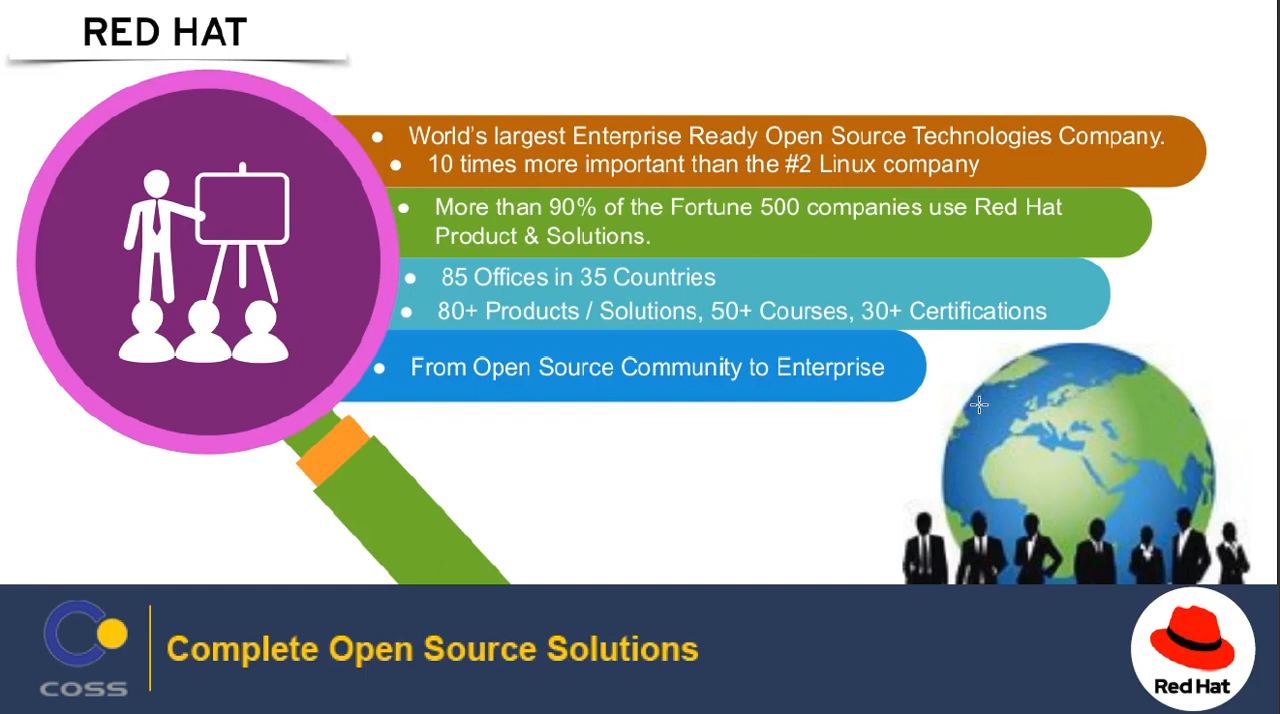 RED HAT
● World's largest Enterprise Ready Open Source Technologies Company.
● 10 times more important than the #2 Linux company
● More than 90% of the Fortune 500 companies use Red Hat
Product & Solutions.
● 85 Offices in 35 Countries
● 80+ Products / Solutions, 50+ Courses, 30+ Certifications
● From Open Source Community to Enterprise
Complete Open Source Solutions
COSS
Red Hat